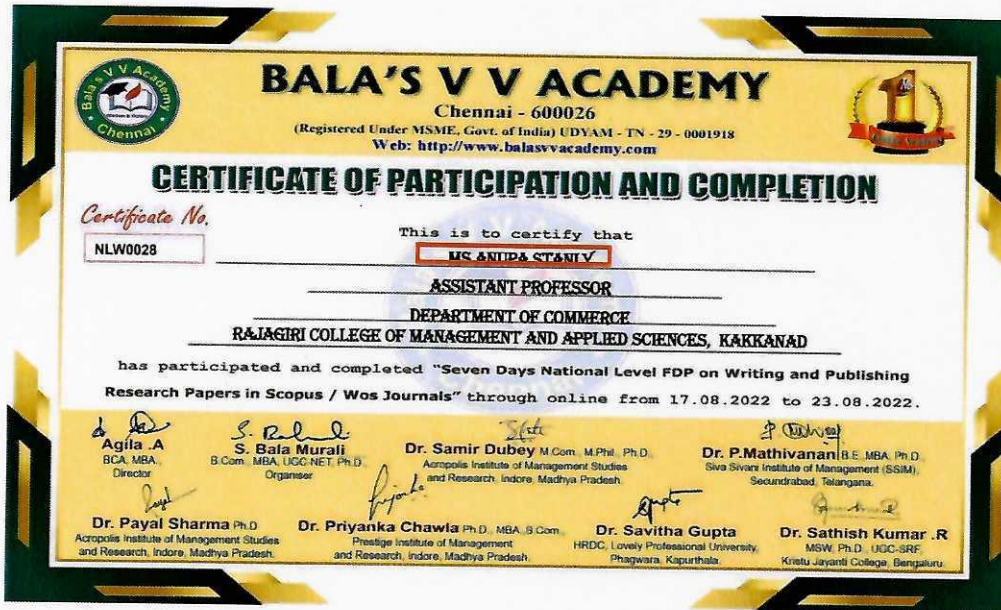 Bala's V V Academy
Chennai
BALA'S V V ACADEMY
Chennai - 600026
(Registered Under MSME, Govt. of India) UDYAM - TN - 29 - 0001918
Web: http://www.balasvvacademy.com
1
CERTIFICATE OF PARTICIPATION AND COMPLETION
Certificate No.
NLW0028
This is to certify that
MS ANUPA STANLY
ASSISTANT PROFESSOR
DEPARTMENT OF COMMERCE
RAJAGIRI COLLEGE OF MANAGEMENT AND APPLIED SCIENCES, KAKKANAD
has participated and completed "Seven Days National Level FDP on Writing and Publishing
Research Papers in Scopus / Wos Journals" through online from 17.08.2022 to 23.08.2022.
Agila .A
BCA, MBA.
Director
S. Bala Murali
B.Com., MBA, UGC-NET, Ph.D.
Organiser
Dr. Samir Dubey M.Com., M.Phil., Ph.D.
Acropolis Institute of Management Studies
and Research, Indore, Madhya Pradesh.
Dr. P.Mathivanan B.E., MBA, Ph.D.
Siva Sivani Institute of Management (SSIM),
Secundrabad, Telangana.
Dr. Payal Sharma Ph.D
Acropolis Institute of Management Studies
and Research, Indore, Madhya Pradesh.
Dr. Priyanka Chawla Ph.D., MBA, B.Com.,
Prestige Institute of Management
and Research, Indore, Madhya Pradesh.
Dr. Savitha Gupta
HRDC, Lovely Professional University,
Phagwara, Kapurthala.
Dr. Sathish Kumar .R
MSW, Ph.D., UGC-SRF,
Kristu Jayanti College, Bengaluru.